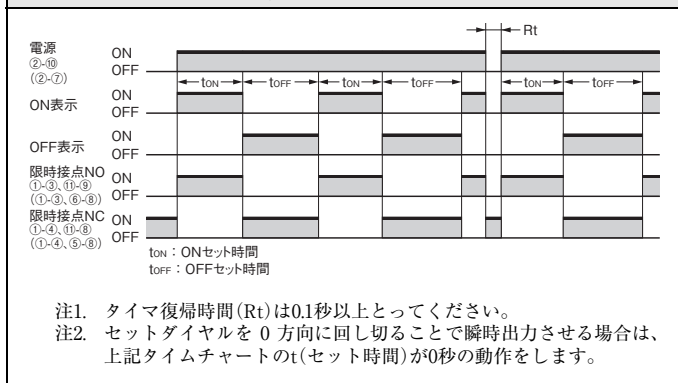 Rt
電源 ON
②-⑩ OFF
(②-⑦)
tON tOFF tON tOFF tON tOFF
ON表示 ON
OFF
OFF表示 ON
OFF
限時接点NO ON
①-③、⑪-⑨ OFF
(①-③、⑥-⑧)
限時接点NC ON
①-④、⑪-⑧ OFF
(①-④、⑤-⑧)
tON：ONセット時間
tOFF：OFFセット時間
注1. タイマ復帰時間(Rt)は0.1秒以上とってください。
注2. セットダイヤルを 0 方向に回し切ることで瞬時出力させる場合は、
上記タイムチャートのt(セット時間)が0秒の動作をします。